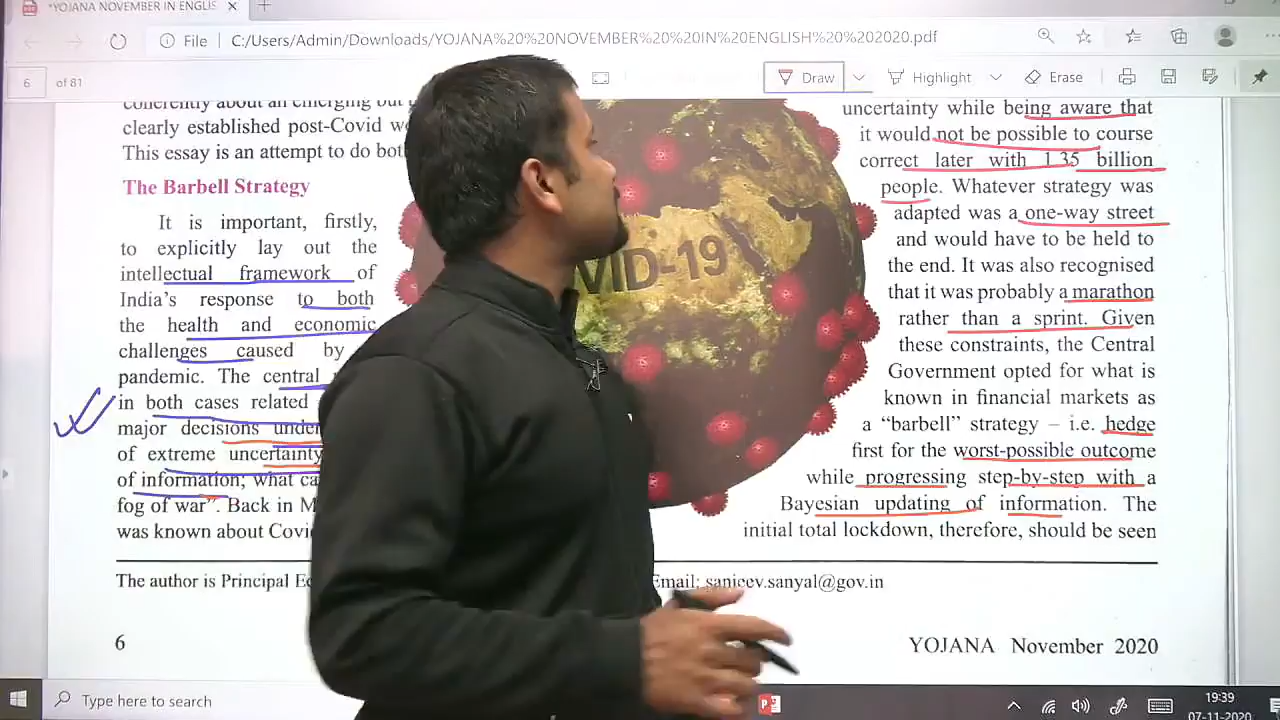 *YOJANA NOVEMBER IN ENGLIS
File
C:/Users/Admin/Downloads/YOJANA%20%20NOVEMBER%20%20IN%20ENGLISH%20%202020.pdf
6 of 81
Draw
Highlight
Erase
coherently about an emerging but
clearly established post-Covid
This essay is an attempt to do both
The Barbell Strategy
It is important, firstly,
to explicitly lay out the
intellectual framework of
India's response to both
the health and economic
challenges caused by
pandemic. The central
in both cases related
major decisions under
of extreme uncertainty
of information; what
fog of war". Back in
was known about
COVID-19
uncertainty while being aware that
it would not be possible to course
correct later with 1.35 billion
people. Whatever strategy was
adapted was a one-way street
and would have to be held to
the end. It was also recognised
that it was probably a marathon
rather than a sprint. Given
these constraints, the Central
Government opted for what is
known in financial markets as
a "barbell" strategy – i.e. hedge
first for the worst-possible outcome
while progressing step-by-step with a
Bayesian updating of information. The
initial total lockdown, therefore, should be seen
The author is Principal
Email: sanjeev.sanyal@gov.in
6
YOJANA November 2020
Type here to search
19:39
07-11-2020